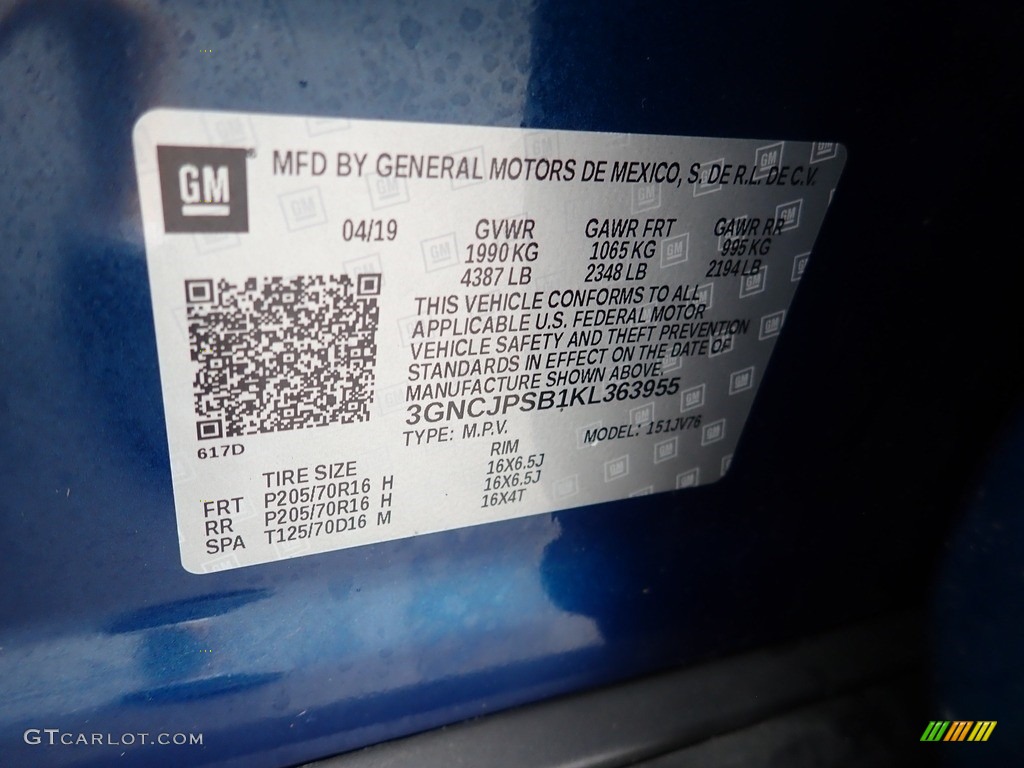 GM
MFD BY GENERAL MOTORS DE MEXICO, S. DE R.L. DE C.V.
04/19 GVWR GAWR FRT GAWR RR
1990 KG 1065 KG 995 KG
4387 LB 2348 LB 2194 LB
THIS VEHICLE CONFORMS TO ALL
APPLICABLE U.S. FEDERAL MOTOR
VEHICLE SAFETY AND THEFT PREVENTION
STANDARDS IN EFFECT ON THE DATE OF
MANUFACTURE SHOWN ABOVE.
3GNCJPSB1KL363955
TYPE: M.P.V. MODEL: 151JV76
617D
TIRE SIZE RIM
FRT P205/70R16 H 16X6.5J
RR P205/70R16 H 16X6.5J
SPA T125/70D16 M 16X4T
GTCARLOT.COM